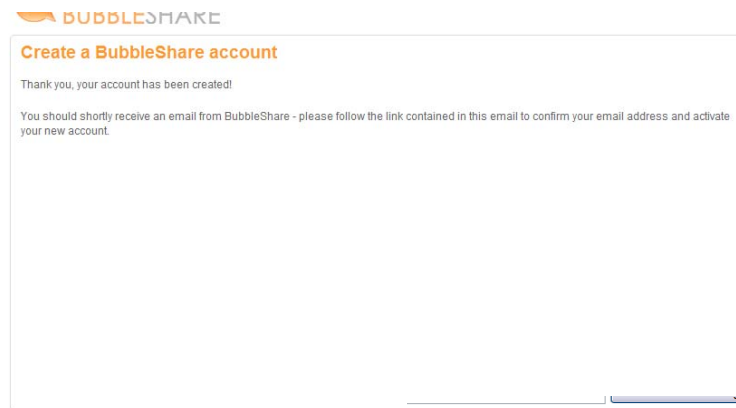 BUBBLESHARE
Create a BubbleShare account
Thank you, your account has been created!
You should shortly receive an email from BubbleShare - please follow the link contained in this email to confirm your email address and activate
your new account.